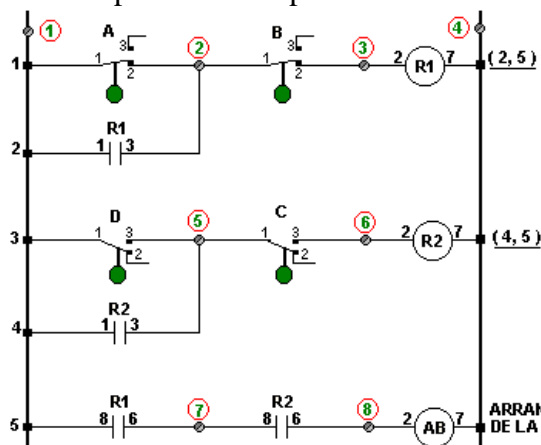 1 A B 4
3 2 3 3
1 1 2 1 2 2 R1 7 (2, 5)
R1
2 1 3
D 5 C 6
3 1 3 1 3 2 R2 7 (4, 5)
2 2
R2
4 1 3
R1 R2 ARRAN
5 8 6 7 8 6 8 2 AB 7 DE LA